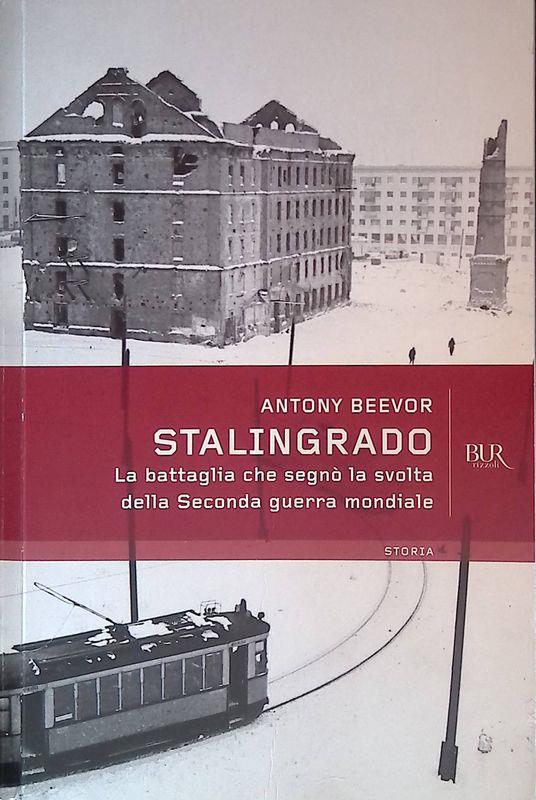 ANTONY BEEVOR
STALINGRADO
La battaglia che segnò la svolta
della Seconda guerra mondiale
BUR
rizzoli
STORIA